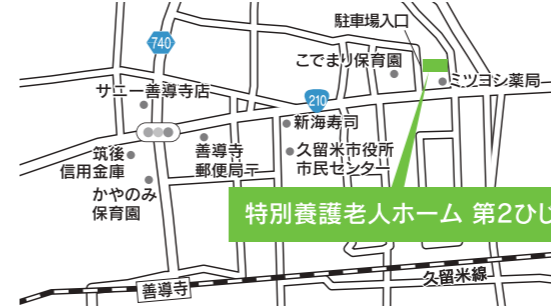 駐車場入口
740
こでまり保育園
サニー善導寺店
210
ミツヨシ薬局
新海寿司
筑後
信用金庫
善導寺
郵便局〒
久留米市役所
市民センター
かやのみ
保育園
特別養護老人ホーム 第2ひじ
久留米線
善導寺